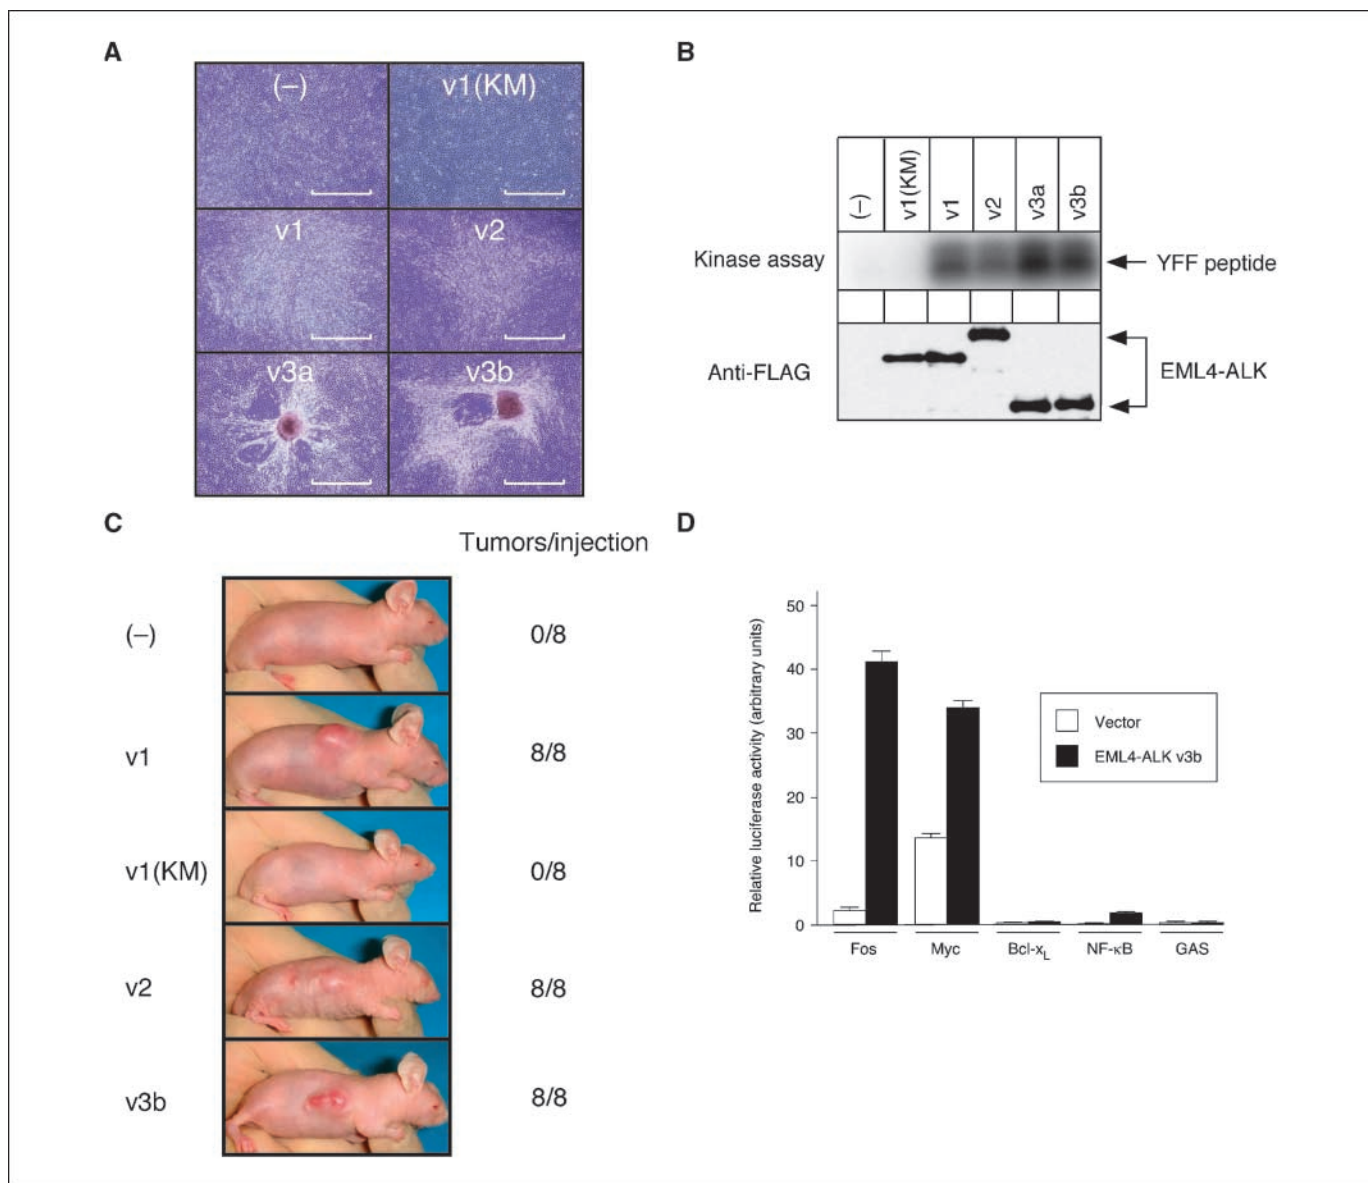 A
(–)
v1(KM)
v1
v2
v3a
v3b
B
(–)
v1(KM)
v1
v2
v3a
v3b
Kinase assay
YFF peptide
Anti-FLAG
EML4-ALK
C
Tumors/injection
(–)
0/8
v1
8/8
v1(KM)
0/8
v2
8/8
v3b
8/8
D
Relative luciferase activity (arbitrary units)
50
40
30
20
10
0
Vector
EML4-ALK v3b
Fos
Myc
Bcl-xL
NF-κB
GAS